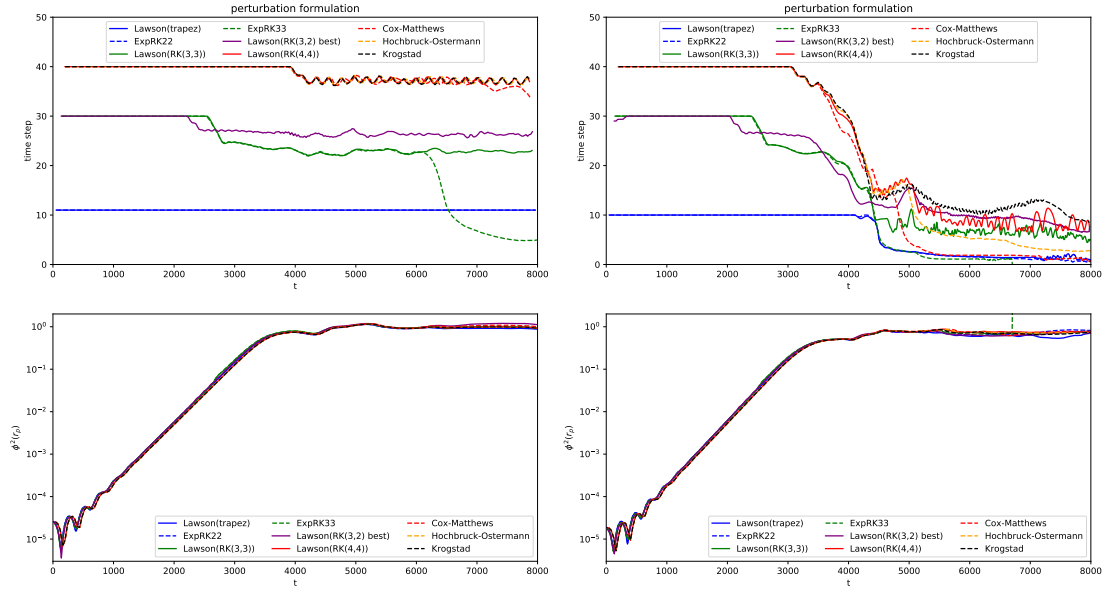 perturbation formulation
50
40
30
20
10
0
time step
Lawson(trapez)
ExpRK22
Lawson(RK(3,3))
ExpRK33
Lawson(RK(3,2) best)
Lawson(RK(4,4))
Cox-Matthews
Hochbruck-Ostermann
Krogstad
0 1000 2000 3000 4000 5000 6000 7000 8000
t
perturbation formulation
50
40
30
20
10
0
time step
Lawson(trapez)
ExpRK22
Lawson(RK(3,3))
ExpRK33
Lawson(RK(3,2) best)
Lawson(RK(4,4))
Cox-Matthews
Hochbruck-Ostermann
Krogstad
0 1000 2000 3000 4000 5000 6000 7000 8000
t
10⁰
10⁻¹
10⁻²
10⁻³
10⁻⁴
10⁻⁵
ϕ²(rₚ)
Lawson(trapez)
ExpRK22
Lawson(RK(3,3))
ExpRK33
Lawson(RK(3,2) best)
Lawson(RK(4,4))
Cox-Matthews
Hochbruck-Ostermann
Krogstad
0 1000 2000 3000 4000 5000 6000 7000 8000
t
10⁰
10⁻¹
10⁻²
10⁻³
10⁻⁴
10⁻⁵
ϕ²(rₚ)
Lawson(trapez)
ExpRK22
Lawson(RK(3,3))
ExpRK33
Lawson(RK(3,2) best)
Lawson(RK(4,4))
Cox-Matthews
Hochbruck-Ostermann
Krogstad
0 1000 2000 3000 4000 5000 6000 7000 8000
t